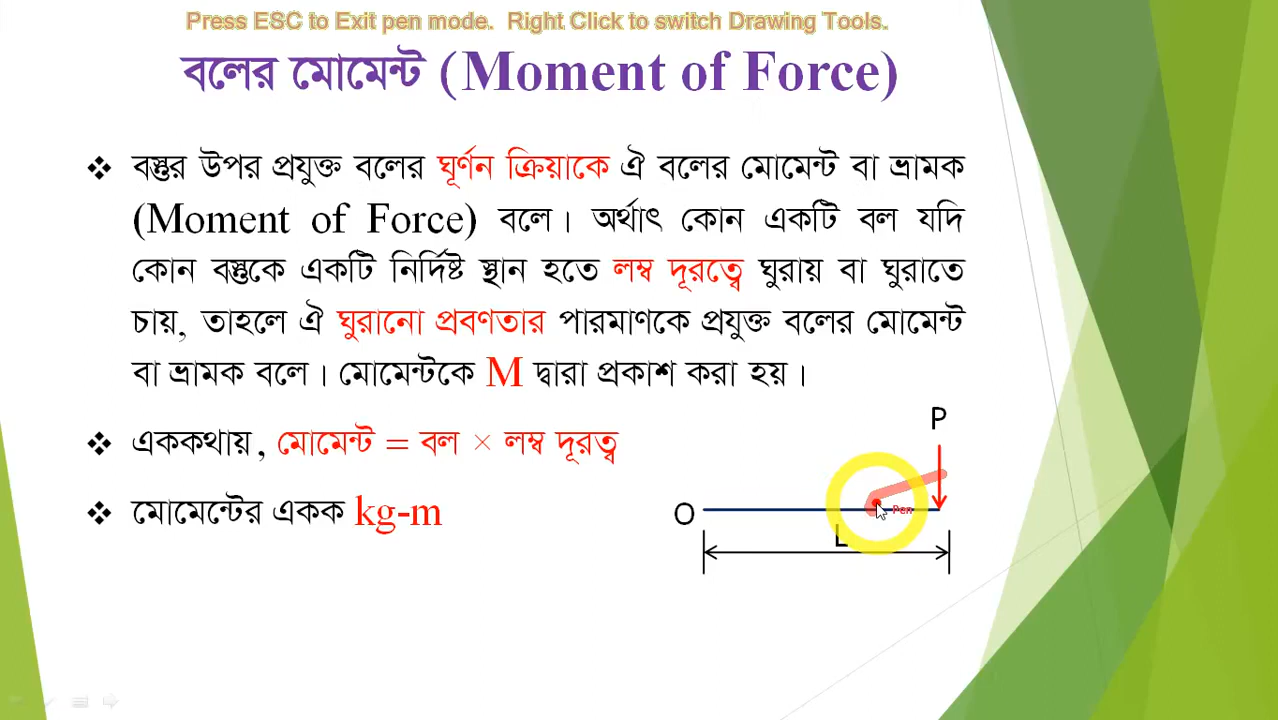 Press ESC to Exit pen mode. Right Click to switch Drawing Tools.
বলের মোমেন্ট (Moment of Force)
❖ বস্তুর উপর প্রযুক্ত বলের ঘূর্ণন ক্রিয়াকে ঐ বলের মোমেন্ট বা ভ্রামক
(Moment of Force) বলে। অর্থাৎ কোন একটি বল যদি
কোন বস্তুকে একটি নির্দিষ্ট স্থান হতে লম্ব দূরত্বে ঘুরায় বা ঘুরাতে
চায়, তাহলে ঐ ঘুরানো প্রবণতার পারমাণকে প্রযুক্ত বলের মোমেন্ট
বা ভ্রামক বলে। মোমেন্টকে M দ্বারা প্রকাশ করা হয়।
❖ এককথায়, মোমেন্ট = বল × লম্ব দূরত্ব
❖ মোমেন্টের একক kg-m
P
O
Pen
L